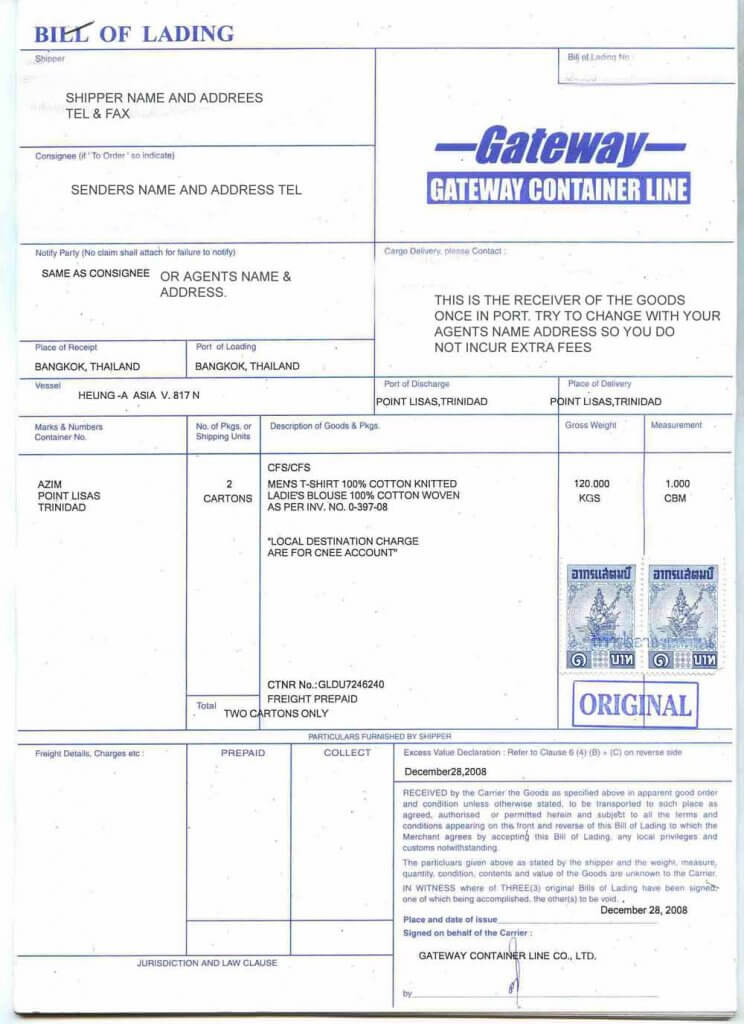 BILL OF LADING
Shipper
Bill of Lading No :
SHIPPER NAME AND ADDREES
TEL & FAX
Gateway
GATEWAY CONTAINER LINE
Consignee (if ' To Order ' so indicate)
SENDERS NAME AND ADDRESS TEL
Notify Party (No claim shall attach for failure to notify)
SAME AS CONSIGNEE OR AGENTS NAME &
ADDRESS.
Cargo Delivery, please Contact :
THIS IS THE RECEIVER OF THE GOODS
ONCE IN PORT. TRY TO CHANGE WITH YOUR
AGENTS NAME ADDRESS SO YOU DO
NOT INCUR EXTRA FEES
Place of Receipt
BANGKOK, THAILAND
Port of Loading
BANGKOK, THAILAND
Vessel
HEUNG -A ASIA V. 817 N
Port of Discharge
POINT LISAS,TRINIDAD
Place of Delivery
POINT LISAS,TRINIDAD
Marks & Numbers
Container No.
No. of Pkgs. or
Shipping Units
Description of Goods & Pkgs.
Gross Weight
Measurement
AZIM
POINT LISAS
TRINIDAD
2
CARTONS
CFS/CFS
MEN'S T-SHIRT 100% COTTON KNITTED
LADIE'S BLOUSE 100% COTTON WOVEN
AS PER INV. NO. 0-397-08
"LOCAL DESTINATION CHARGE
ARE FOR CNEE ACCOUNT"
120.000
KGS
1.000
CBM
อากรแสตมป์
๑ บาท
อากรแสตมป์
๑ บาท
ORIGINAL
CTNR No.:GLDU7246240
FREIGHT PREPAID
Total
TWO CARTONS ONLY
PARTICULARS FURNISHED BY SHIPPER
Freight Details, Charges etc :
PREPAID
COLLECT
Excess Value Declaration : Refer to Clause 6 (4) (B) + (C) on reverse side
December28,2008
RECEIVED by the Carrier the Goods as specified above in apparent good order
and condition unless otherwise stated, to be transported to such place as
agreed, authorised or permitted herein and subject to all the terms and
conditions appearing on the front and reverse of this Bill of Lading to which the
Merchant agrees by accepting this Bill of Lading, any local privileges and
customs notwithstanding.
The particluars given above as stated by the shipper and the weight, measure,
quantity, condition, contents and value of the Goods are unknown to the Carrier.
IN WITNESS where of THREE(3) original Bills of Lading have been signed
one of which being accomplished, the other(s) to be void.
December 28, 2008
Place and date of issue
Signed on behalf of the Carrier :
GATEWAY CONTAINER LINE CO., LTD.
by
JURISDICTION AND LAW CLAUSE